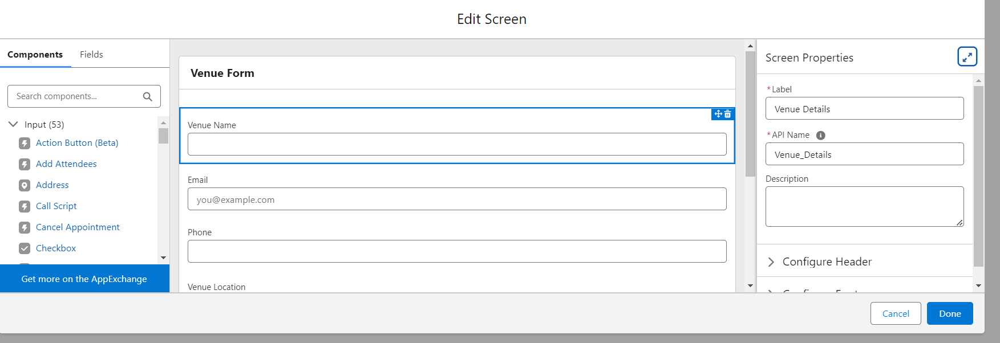 Edit Screen
Components
Fields
Search components...
Input (53)
Action Button (Beta)
Add Attendees
Address
Call Script
Cancel Appointment
Checkbox
Get more on the AppExchange
Venue Form
Venue Name
Email
you@example.com
Phone
Venue Location
Screen Properties
*Label
Venue Details
*API Name
Venue_Details
Description
Configure Header
Cancel
Done